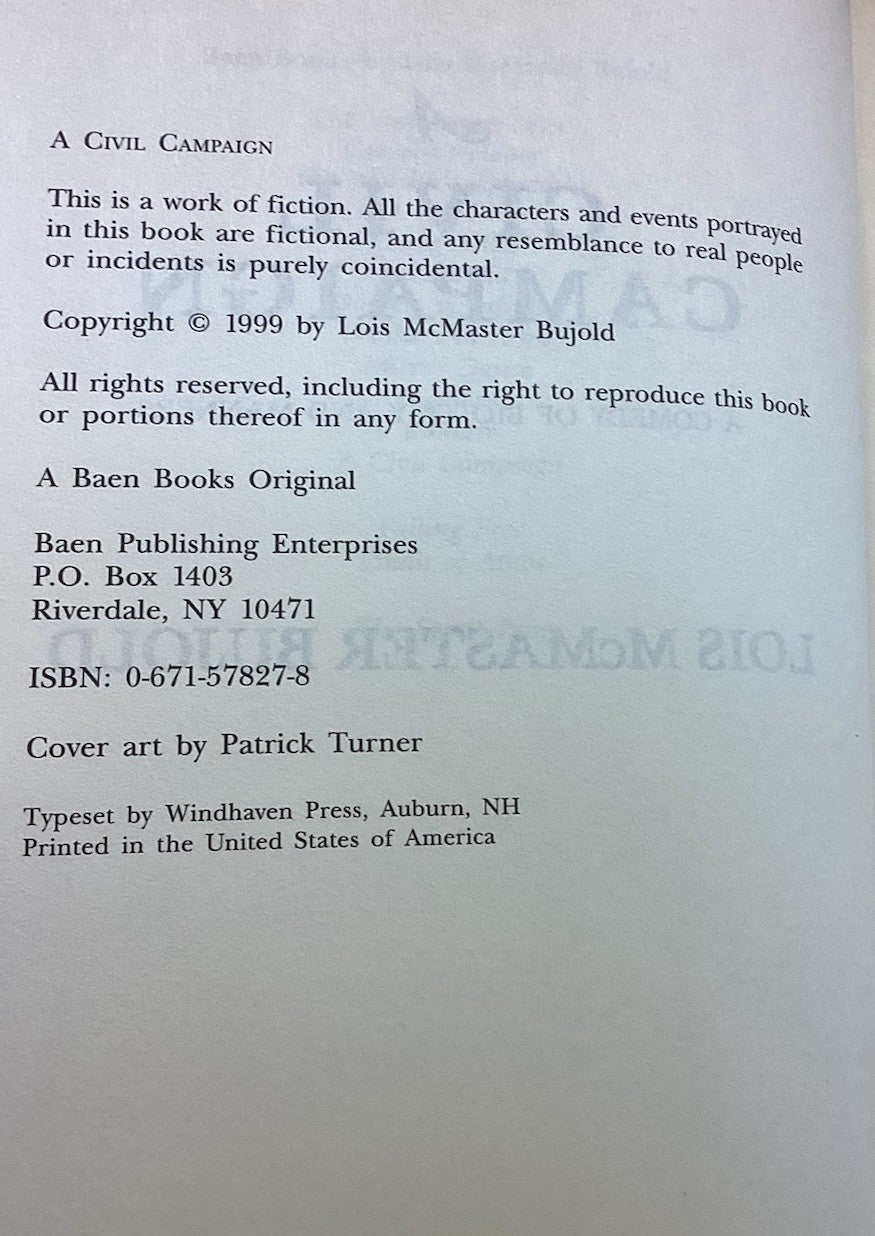 A CIVIL CAMPAIGN
This is a work of fiction. All the characters and events portrayed
in this book are fictional, and any resemblance to real people
or incidents is purely coincidental.
Copyright © 1999 by Lois McMaster Bujold
All rights reserved, including the right to reproduce this book
or portions thereof in any form.
A Baen Books Original
Baen Publishing Enterprises
P.O. Box 1403
Riverdale, NY 10471
ISBN: 0-671-57827-8
Cover art by Patrick Turner
Typeset by Windhaven Press, Auburn, NH
Printed in the United States of America